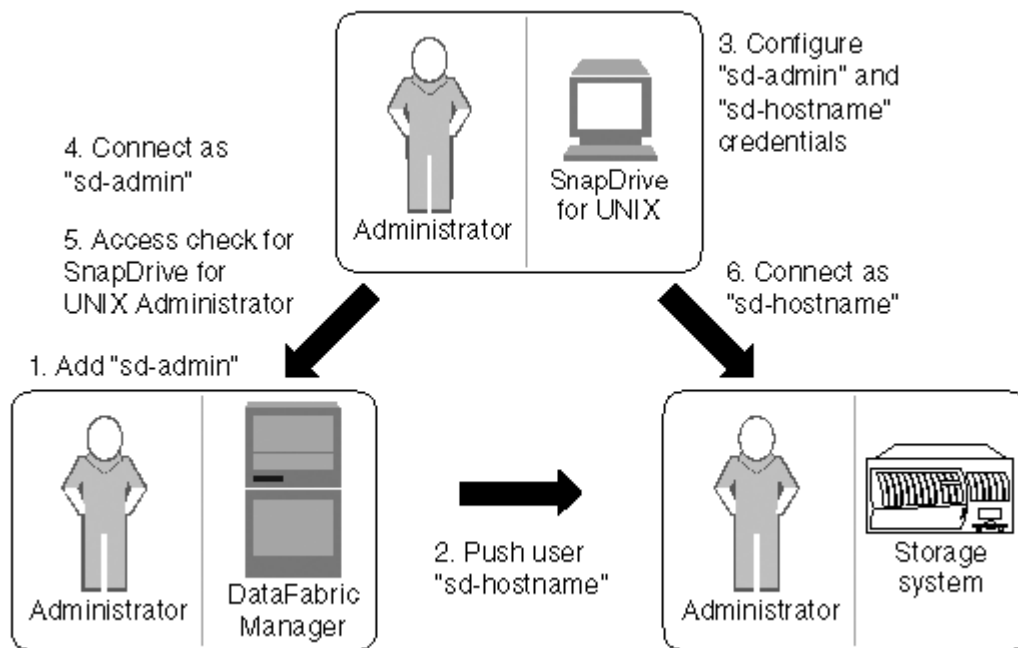 3. Configure
"sd-admin" and
"sd-hostname"
credentials
SnapDrive
for UNIX
Administrator
4. Connect as
"sd-admin"
5. Access check for
SnapDrive for
UNIX Administrator
6. Connect as
"sd-hostname"
1. Add "sd-admin"
Administrator
DataFabric
Manager
2. Push user
"sd-hostname"
Administrator
Storage
system